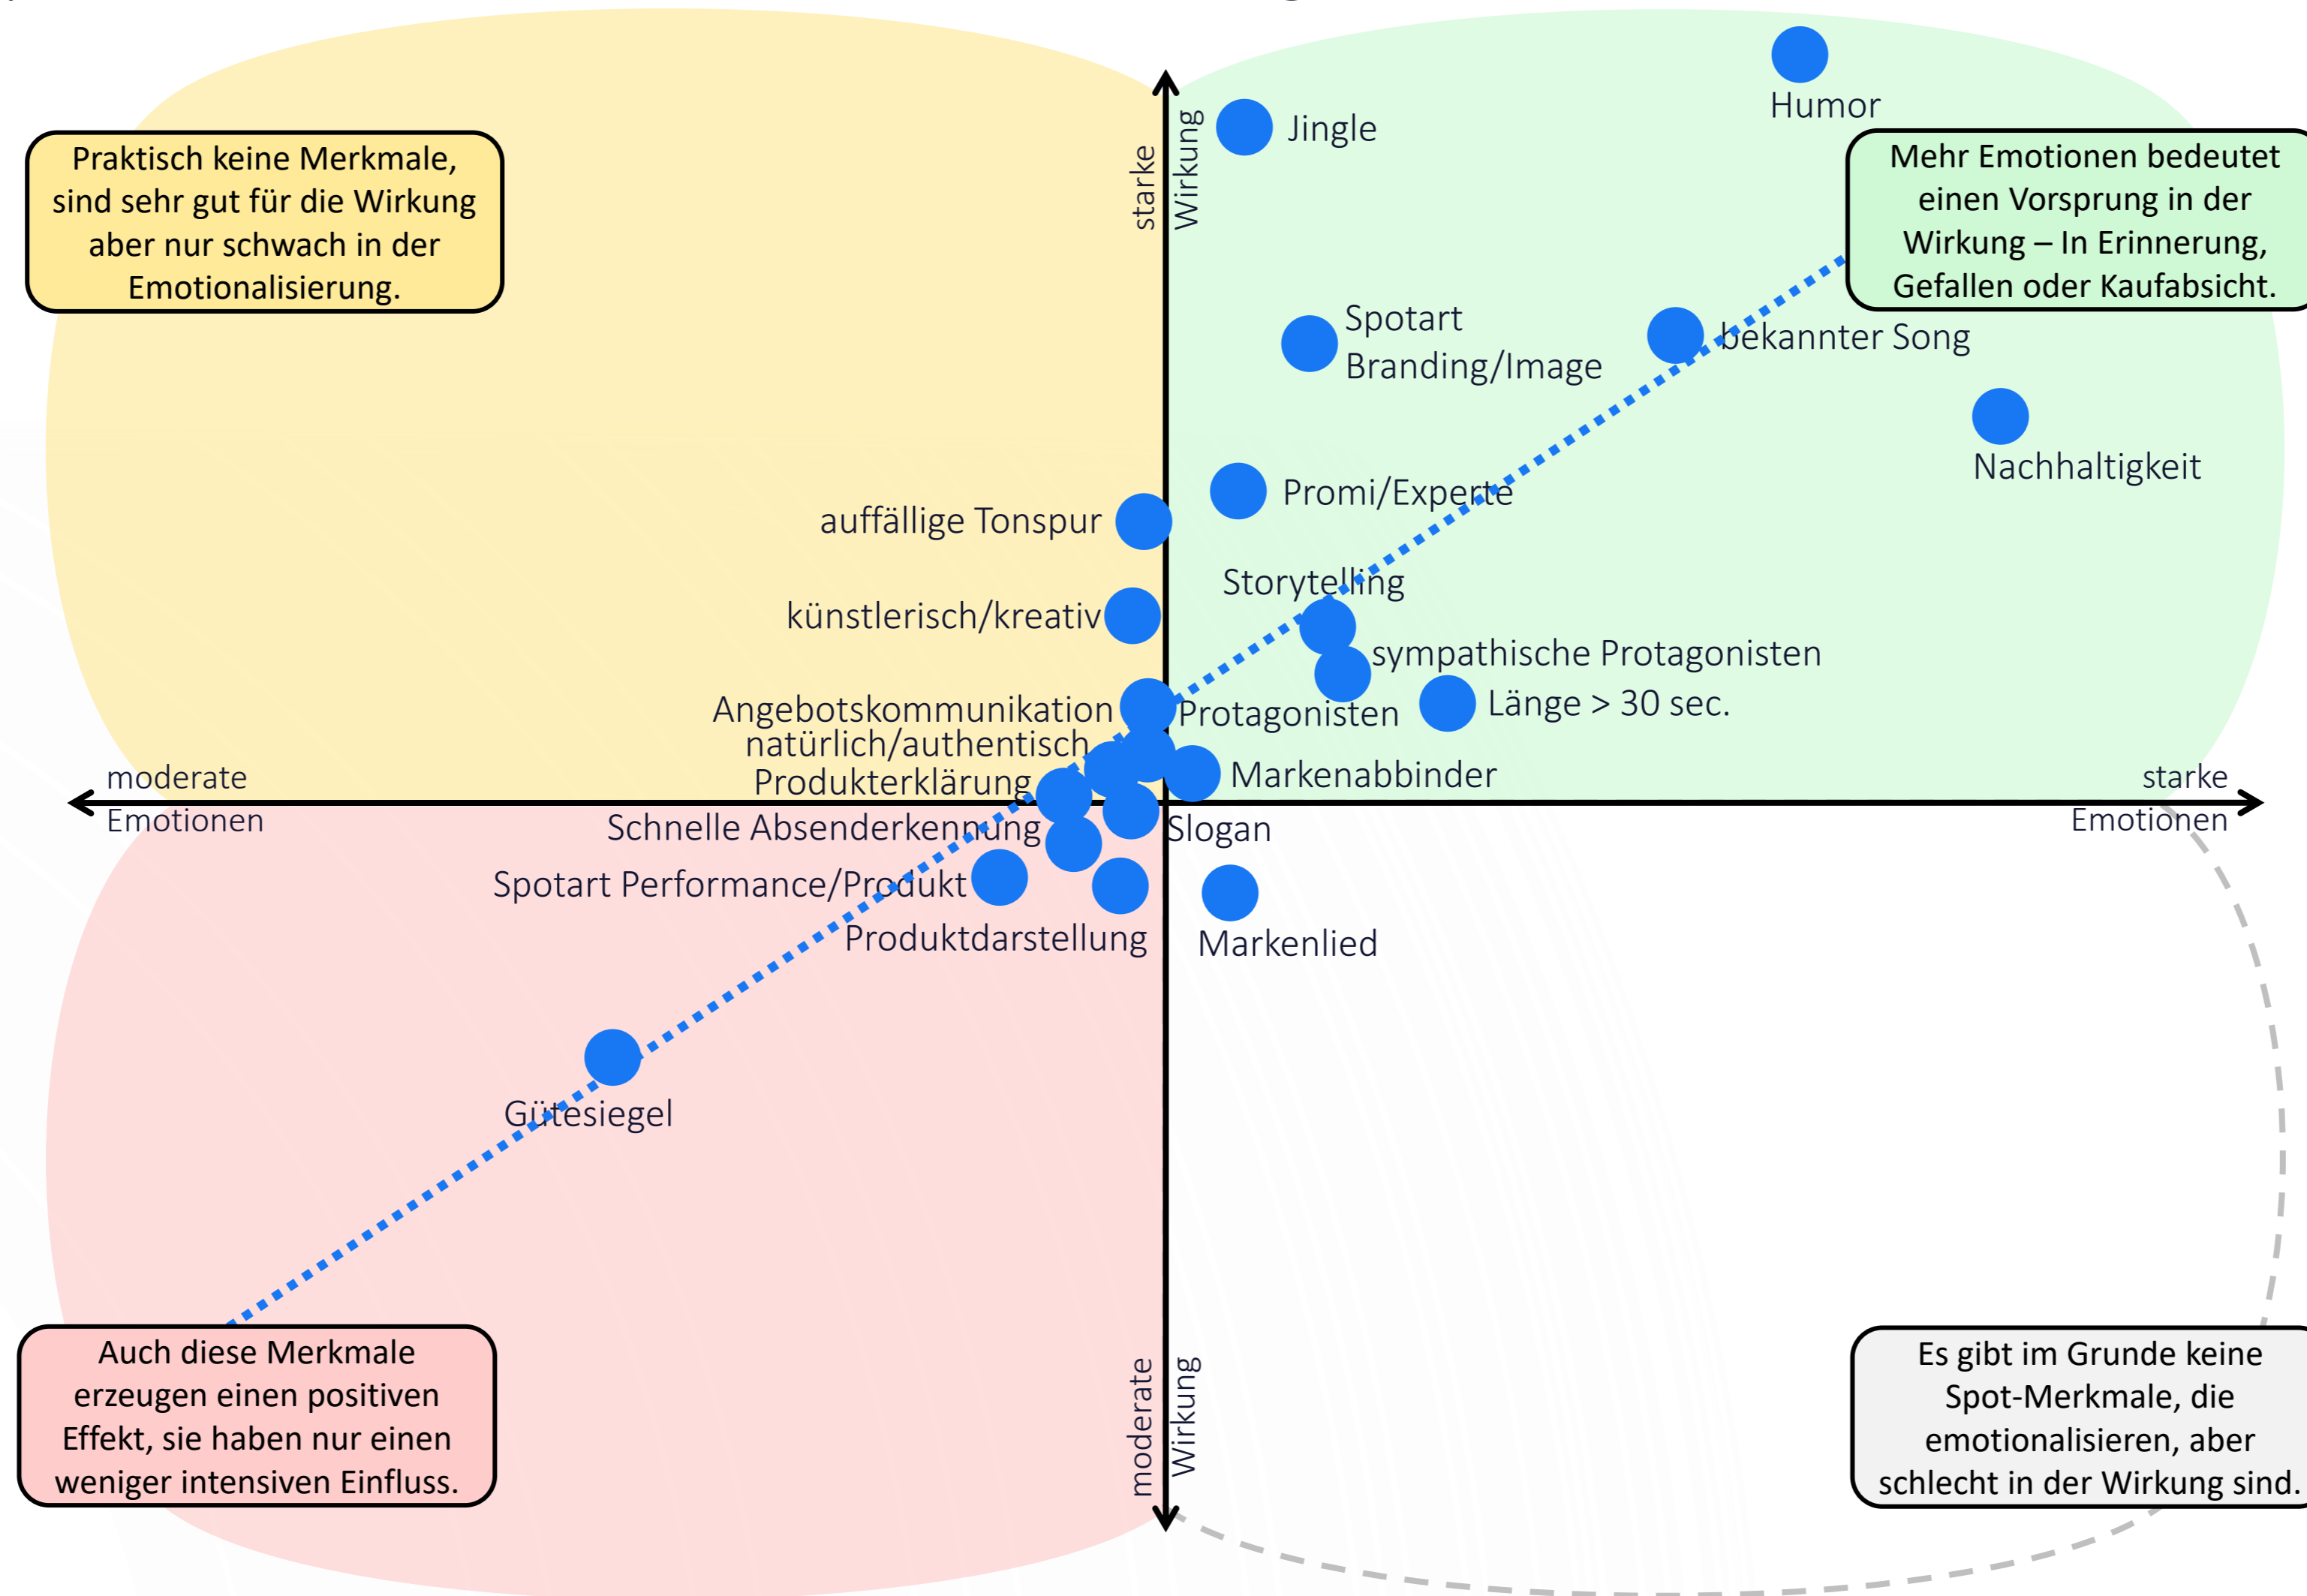 Humor
Jingle
starke
Wirkung
Praktisch keine Merkmale,
sind sehr gut für die Wirkung
aber nur schwach in der
Emotionalisierung.
Mehr Emotionen bedeutet
einen Vorsprung in der
Wirkung – In Erinnerung,
Gefallen oder Kaufabsicht.
Spotart
Branding/Image
bekannter Song
Nachhaltigkeit
Promi/Experte
auffällige Tonspur
Storytelling
künstlerisch/kreativ
sympathische Protagonisten
Länge > 30 sec.
Angebotskommunikation
Protagonisten
natürlich/authentisch
Produkterklärung
Markenabbinder
moderate
Emotionen
starke
Emotionen
Schnelle Absenderkennung
Slogan
Spotart Performance/Produkt
Produktdarstellung
Markenlied
Gütesiegel
Auch diese Merkmale
erzeugen einen positiven
Effekt, sie haben nur einen
weniger intensiven Einfluss.
moderate
Wirkung
Es gibt im Grunde keine
Spot-Merkmale, die
emotionalisieren, aber
schlecht in der Wirkung sind.